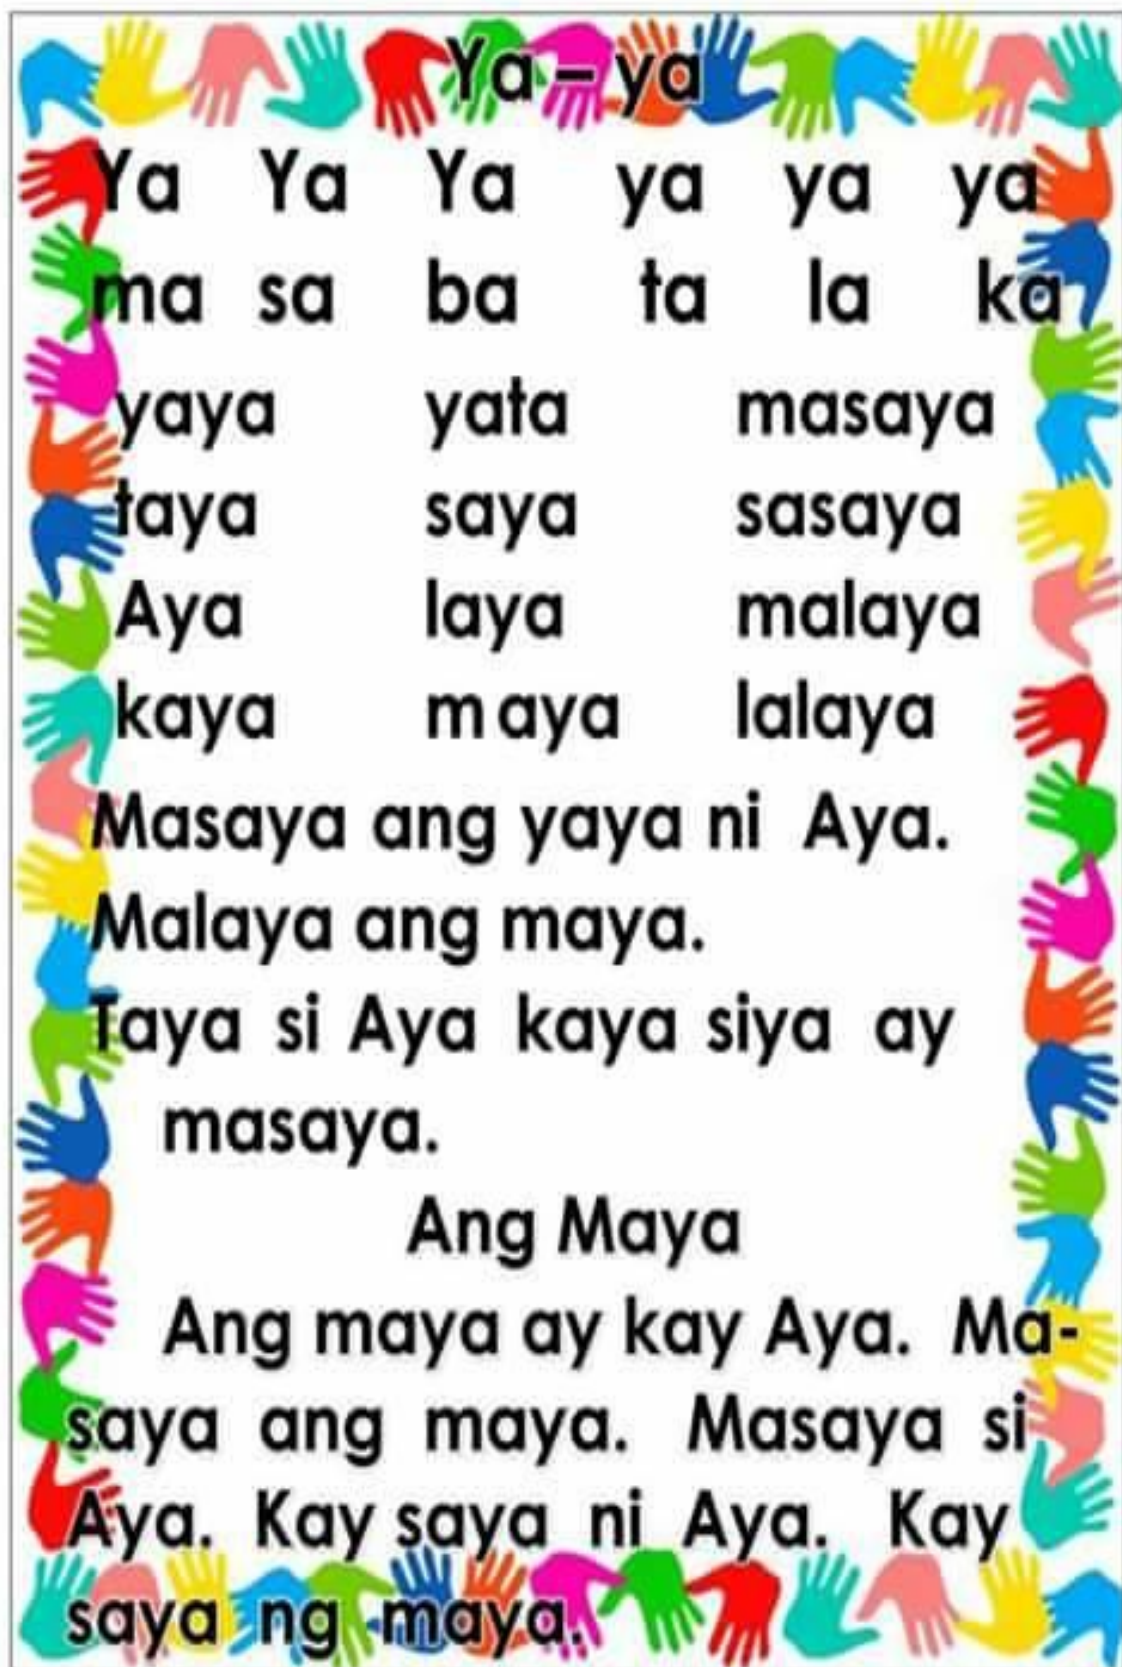 Ya – ya
Ya Ya Ya ya ya ya
ma sa ba ta la ka
yaya yata masaya
taya saya sasaya
Aya laya malaya
kaya maya lalaya
Masaya ang yaya ni Aya.
Malaya ang maya.
Taya si Aya kaya siya ay
masaya.
Ang Maya
Ang maya ay kay Aya. Ma-
saya ang maya. Masaya si
Aya. Kay saya ni Aya. Kay
saya ng maya.